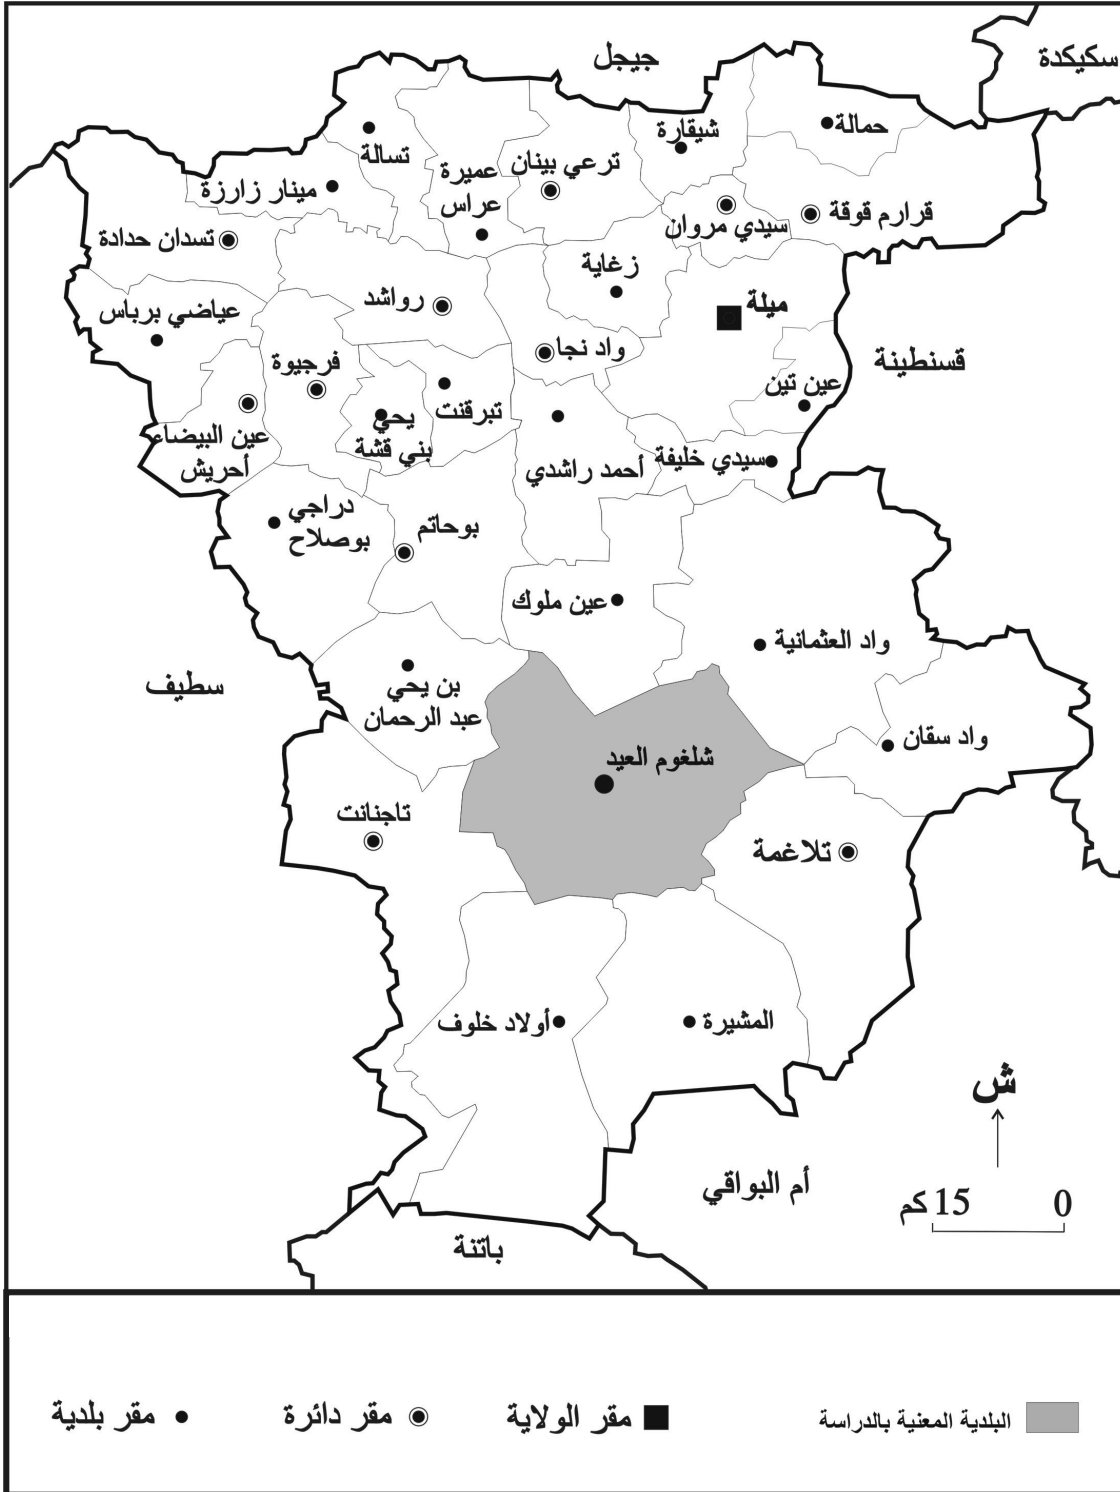 جيجل
سكيكدة
حمالة
شيقارة
تسالة
عميرة
عراس
ترعي بينان
مينار زارزة
قرارم قوقة
سيدي مروان
تسدان حدادة
زغاية
رواشد
ميلة
عياضي برباس
واد نجا
قسنطينة
فرجيوة
عين تين
تبرقنت
يحي
بني قشة
عين البيضاء
أحريش
سيدي خليفة
أحمد راشدي
دراجي
بوصلاح
بوحاتم
عين ملوك
واد العثمانية
سطيف
بن يحي
عبد الرحمان
واد سقان
شلغوم العيد
تاجنانت
تلاغمة
أولاد خلوف
المشيرة
ش
أم البواقي
15 كم 0
باتنة
البلدية المعنية بالدراسة
مقر الولاية
مقر دائرة
مقر بلدية